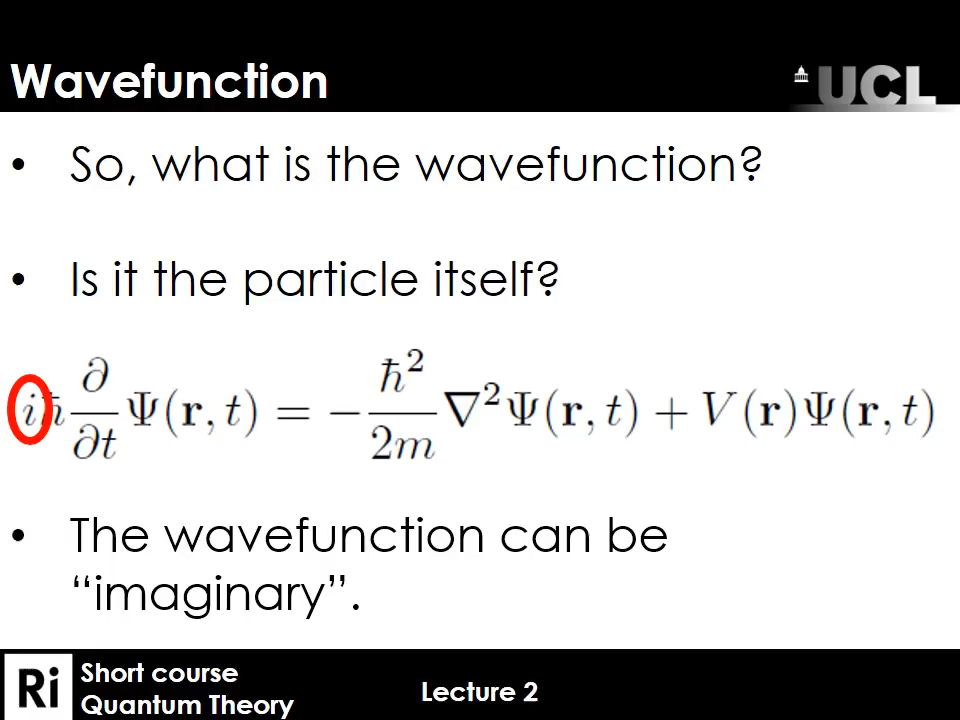 Wavefunction
UCL
• So, what is the wavefunction?
• Is it the particle itself?
iħ ∂/∂t Ψ(r, t) = − ħ²/2m ∇²Ψ(r, t) + V(r)Ψ(r, t)
• The wavefunction can be
“imaginary”.
Ri
Short course
Quantum Theory
Lecture 2